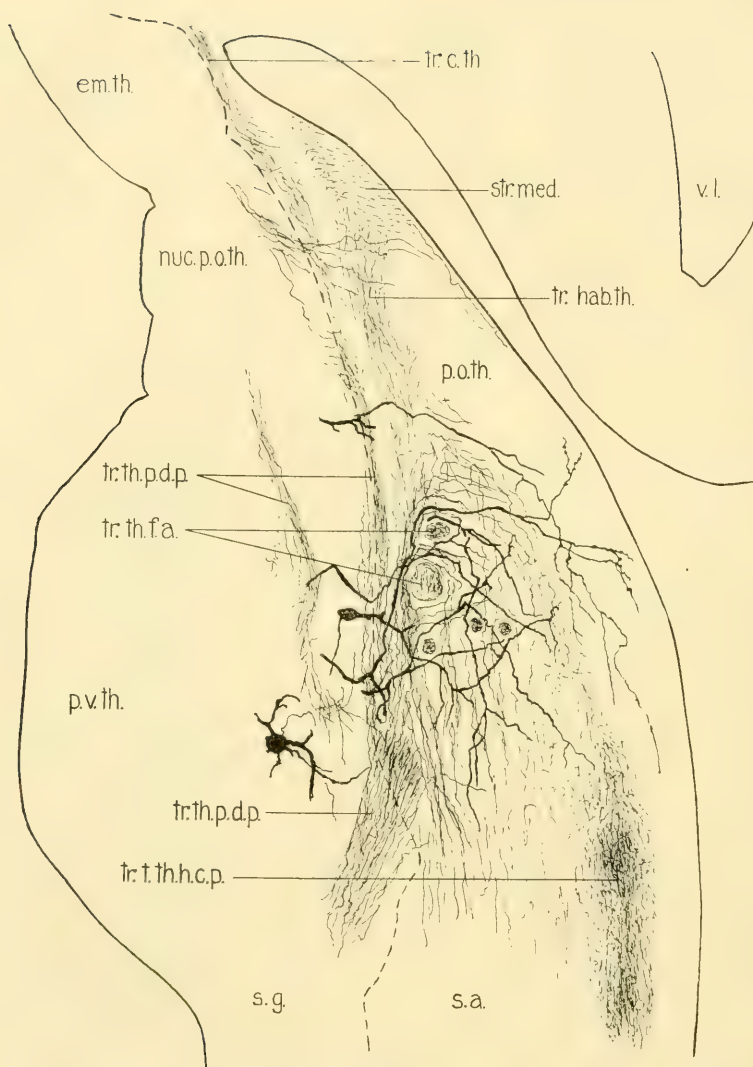 tr. c. th
em. th.
str. med.
v. l.
nuc. p. o. th.
tr. hab. th.
p. o. th.
tr. th. p. d. p.
tr. th. f. a.
p. v. th.
tr. th. p. d. p.
tr. t. th. h. c. p.
s. g.
s. a.